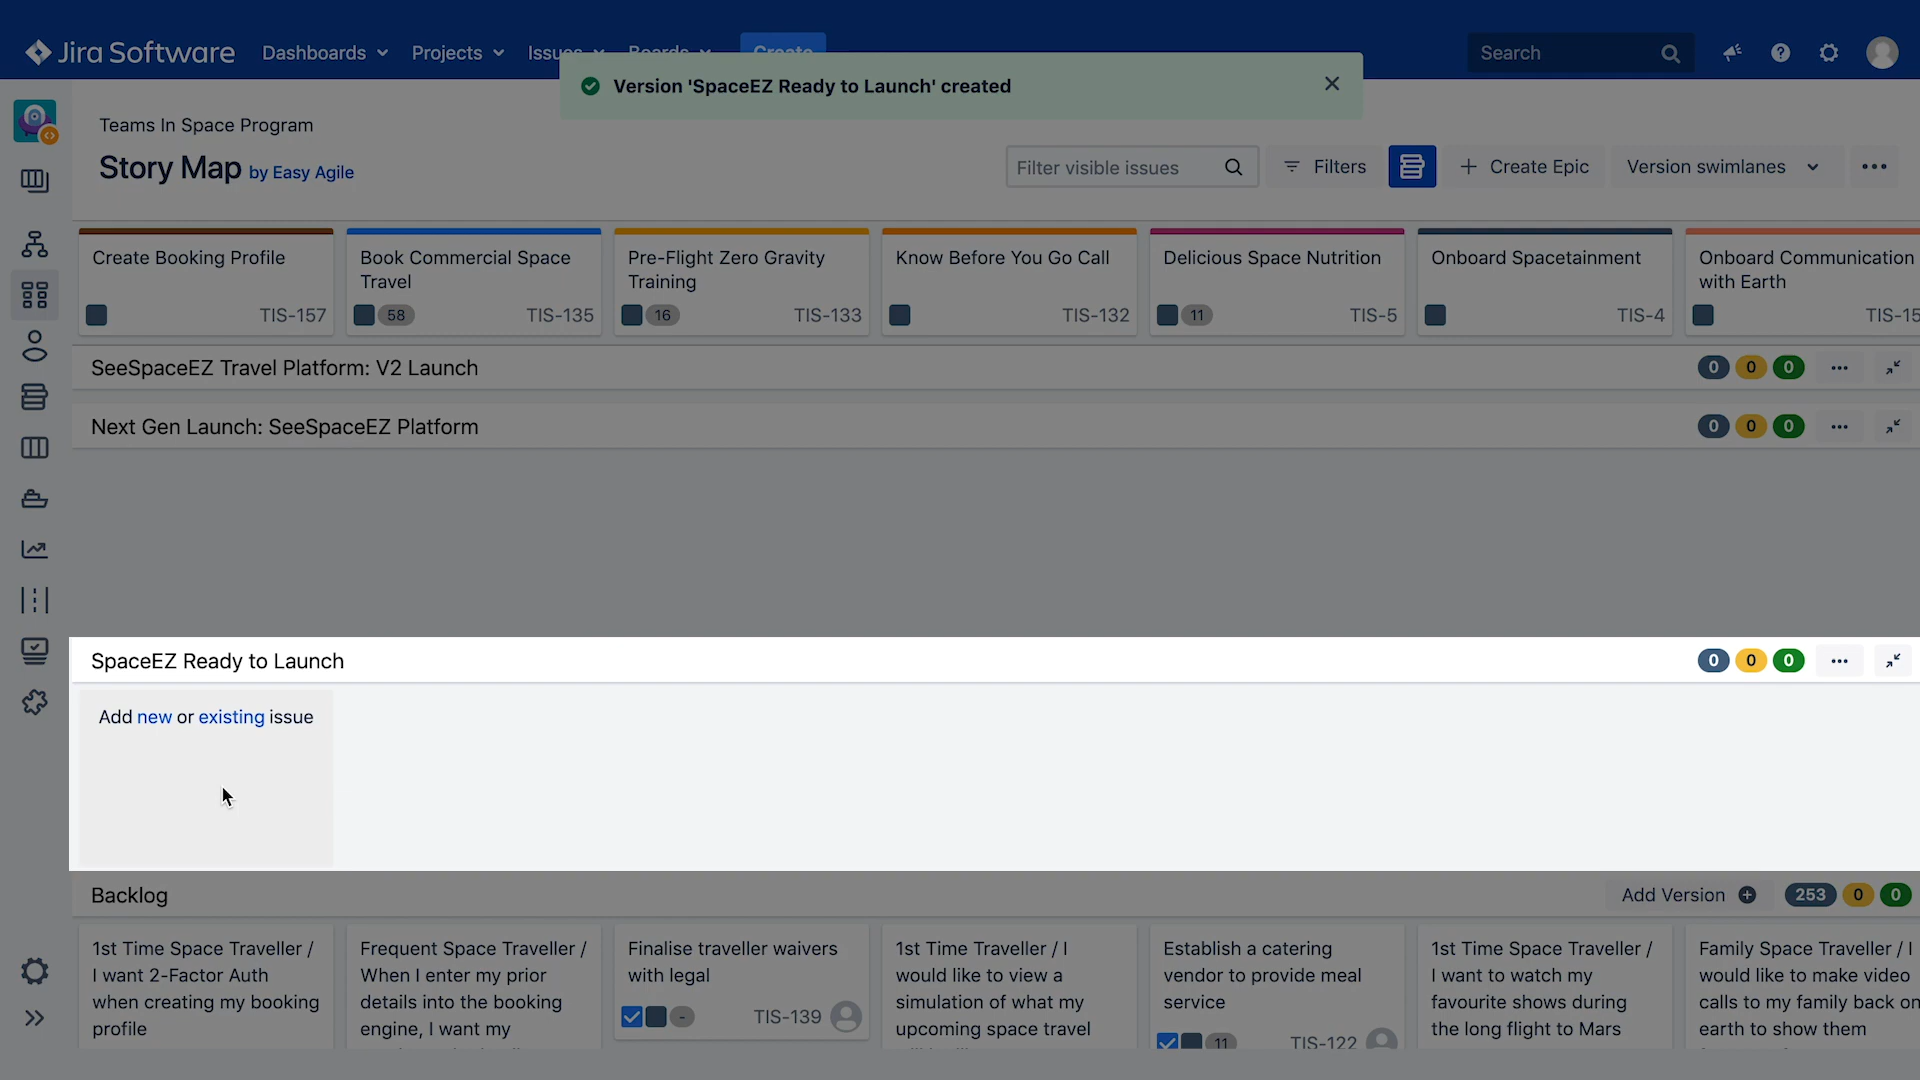 Jira Software
Dashboards
Projects
Issues
Boards
Create
Search
Version 'SpaceEZ Ready to Launch' created
Teams In Space Program
Story Map by Easy Agile
Filter visible issues
Filters
Create Epic
Version swimlanes
Create Booking Profile
TIS-157
Book Commercial Space
Travel
58
TIS-135
Pre-Flight Zero Gravity
Training
16
TIS-133
Know Before You Go Call
TIS-132
Delicious Space Nutrition
11
TIS-5
Onboard Spacetainment
TIS-4
Onboard Communication
with Earth
TIS-15
SeeSpaceEZ Travel Platform: V2 Launch
0 0 0
Next Gen Launch: SeeSpaceEZ Platform
0 0 0
SpaceEZ Ready to Launch
0 0 0
Add new or existing issue
Backlog
Add Version
253 0 0
1st Time Space Traveller /
I want 2-Factor Auth
when creating my booking
profile
Frequent Space Traveller /
When I enter my prior
details into the booking
engine, I want my
Finalise traveller waivers
with legal
-
TIS-139
1st Time Traveller / I
would like to view a
simulation of what my
upcoming space travel
Establish a catering
vendor to provide meal
service
11
TIS-122
1st Time Space Traveller /
I want to watch my
favourite shows during
the long flight to Mars
Family Space Traveller / I
would like to make video
calls to my family back on
earth to show them